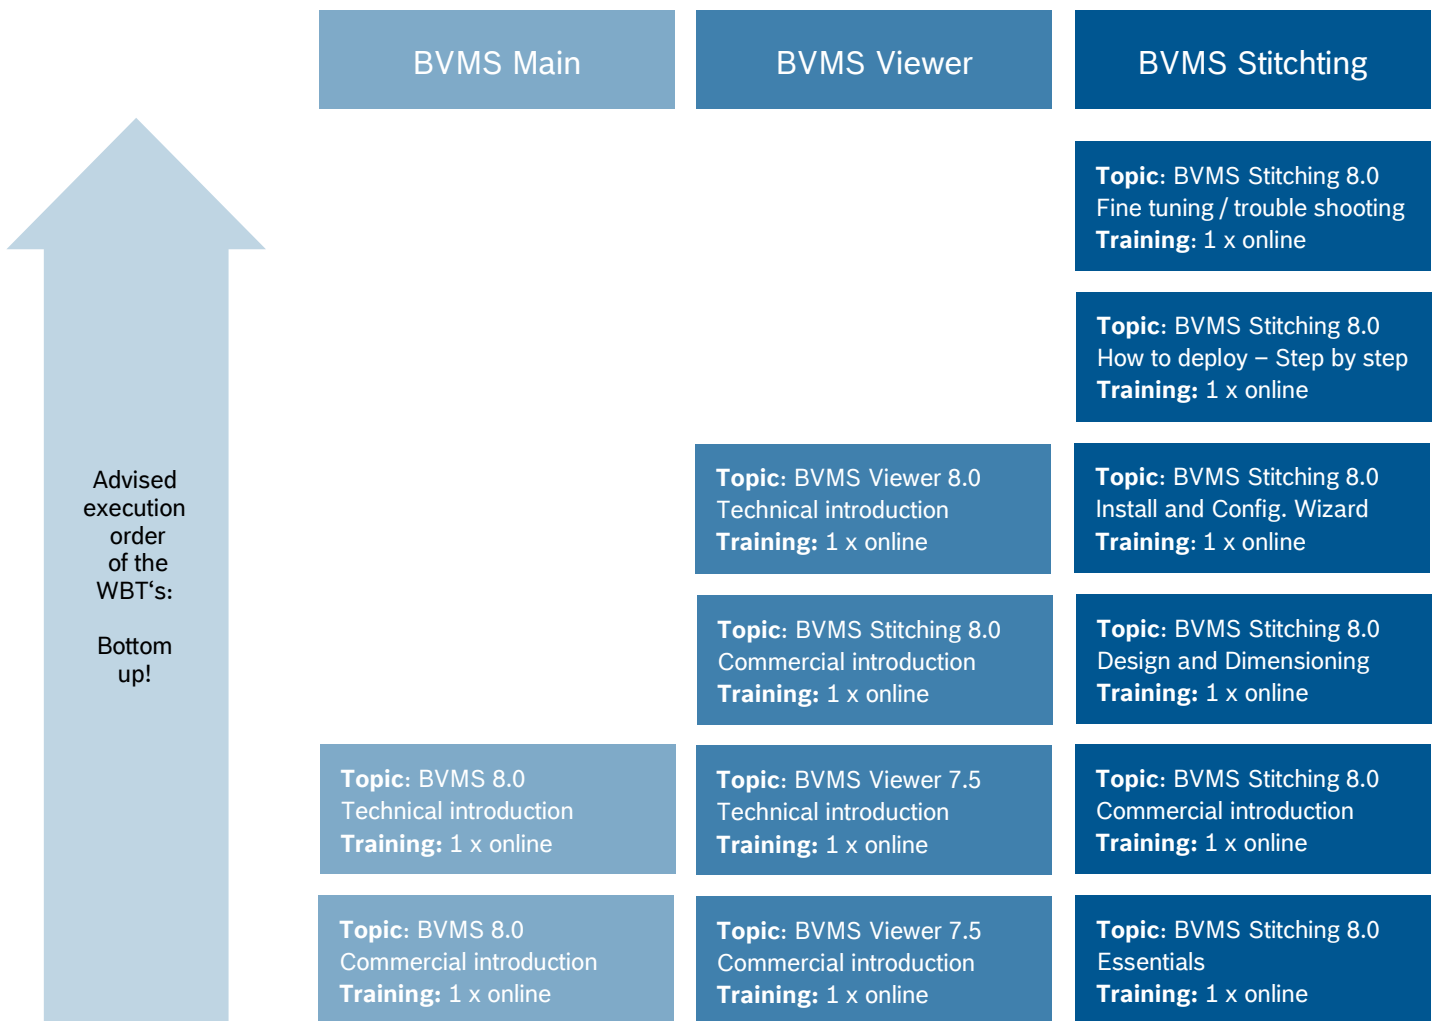 BVMS Main
BVMS Viewer
BVMS Stitchting
Advised
execution
order
of the
WBT‘s:
Bottom
up!
Topic: BVMS 8.0
Technical introduction
Training: 1 x online
Topic: BVMS 8.0
Commercial introduction
Training: 1 x online
Topic: BVMS Viewer 8.0
Technical introduction
Training: 1 x online
Topic: BVMS Stitching 8.0
Commercial introduction
Training: 1 x online
Topic: BVMS Viewer 7.5
Technical introduction
Training: 1 x online
Topic: BVMS Viewer 7.5
Commercial introduction
Training: 1 x online
Topic: BVMS Stitching 8.0
Fine tuning / trouble shooting
Training: 1 x online
Topic: BVMS Stitching 8.0
How to deploy – Step by step
Training: 1 x online
Topic: BVMS Stitching 8.0
Install and Config. Wizard
Training: 1 x online
Topic: BVMS Stitching 8.0
Design and Dimensioning
Training: 1 x online
Topic: BVMS Stitching 8.0
Commercial introduction
Training: 1 x online
Topic: BVMS Stitching 8.0
Essentials
Training: 1 x online